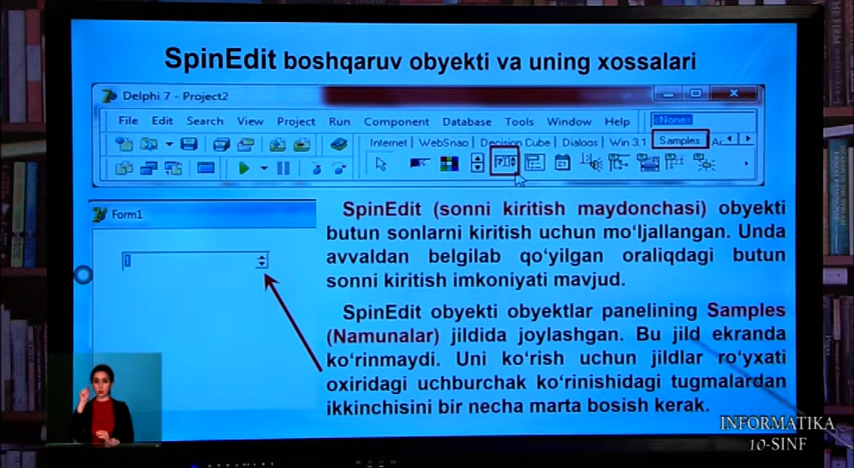 SpinEdit boshqaruv obyekti va uning xossalari
Delphi 7 - Project2
File Edit Search View Project Run Component Database Tools Window Help
<None>
Internet WebSnap Decision Cube Dialogs Win 3.1 Samples
Form1
SpinEdit (sonni kiritish maydonchasi) obyekti
butun sonlarni kiritish uchun mo‘ljallangan. Unda
avvaldan belgilab qo‘yilgan oraliqdagi butun
sonni kiritish imkoniyati mavjud.
SpinEdit obyekti obyektlar panelining Samples
(Namunalar) jildida joylashgan. Bu jild ekranda
ko‘rinmaydi. Uni ko‘rish uchun jildlar ro‘yxati
oxiridagi uchburchak ko‘rinishidagi tugmalardan
ikkinchisini bir necha marta bosish kerak.
INFORMATIKA
10-SINF